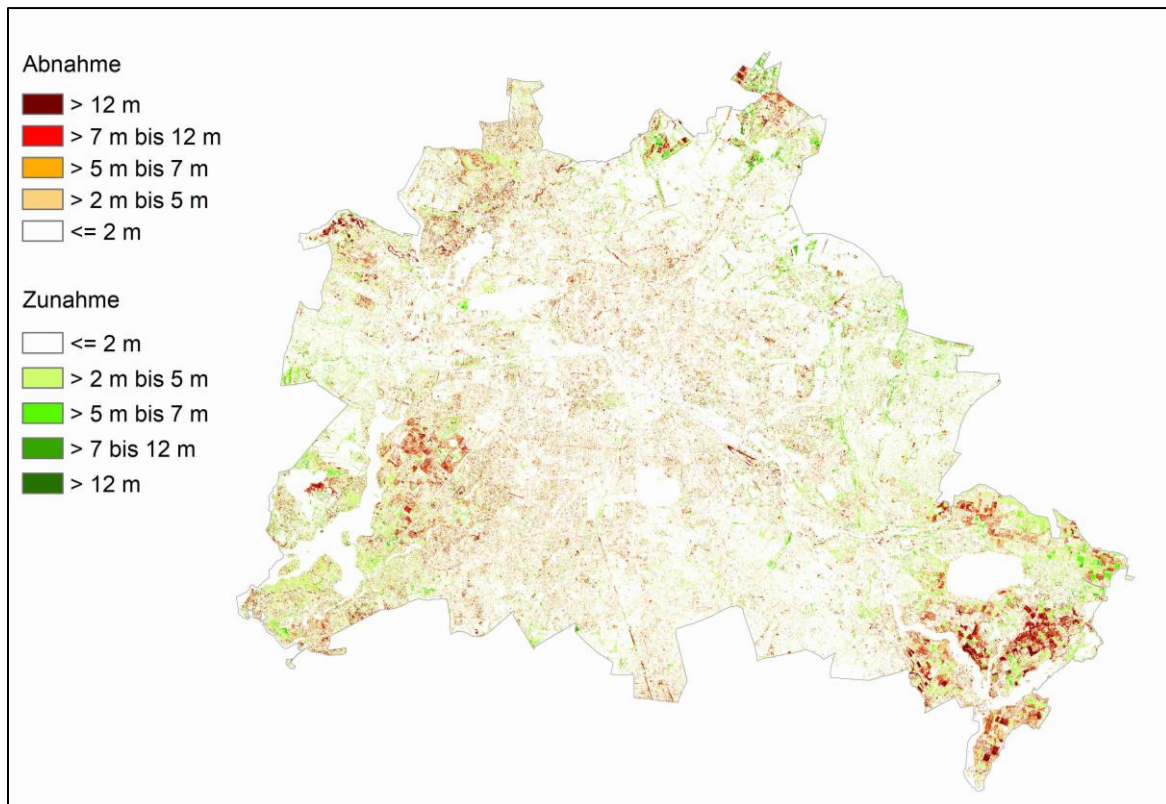 Abnahme
> 12 m
> 7 m bis 12 m
> 5 m bis 7 m
> 2 m bis 5 m
<= 2 m
Zunahme
<= 2 m
> 2 m bis 5 m
> 5 m bis 7 m
> 7 bis 12 m
> 12 m